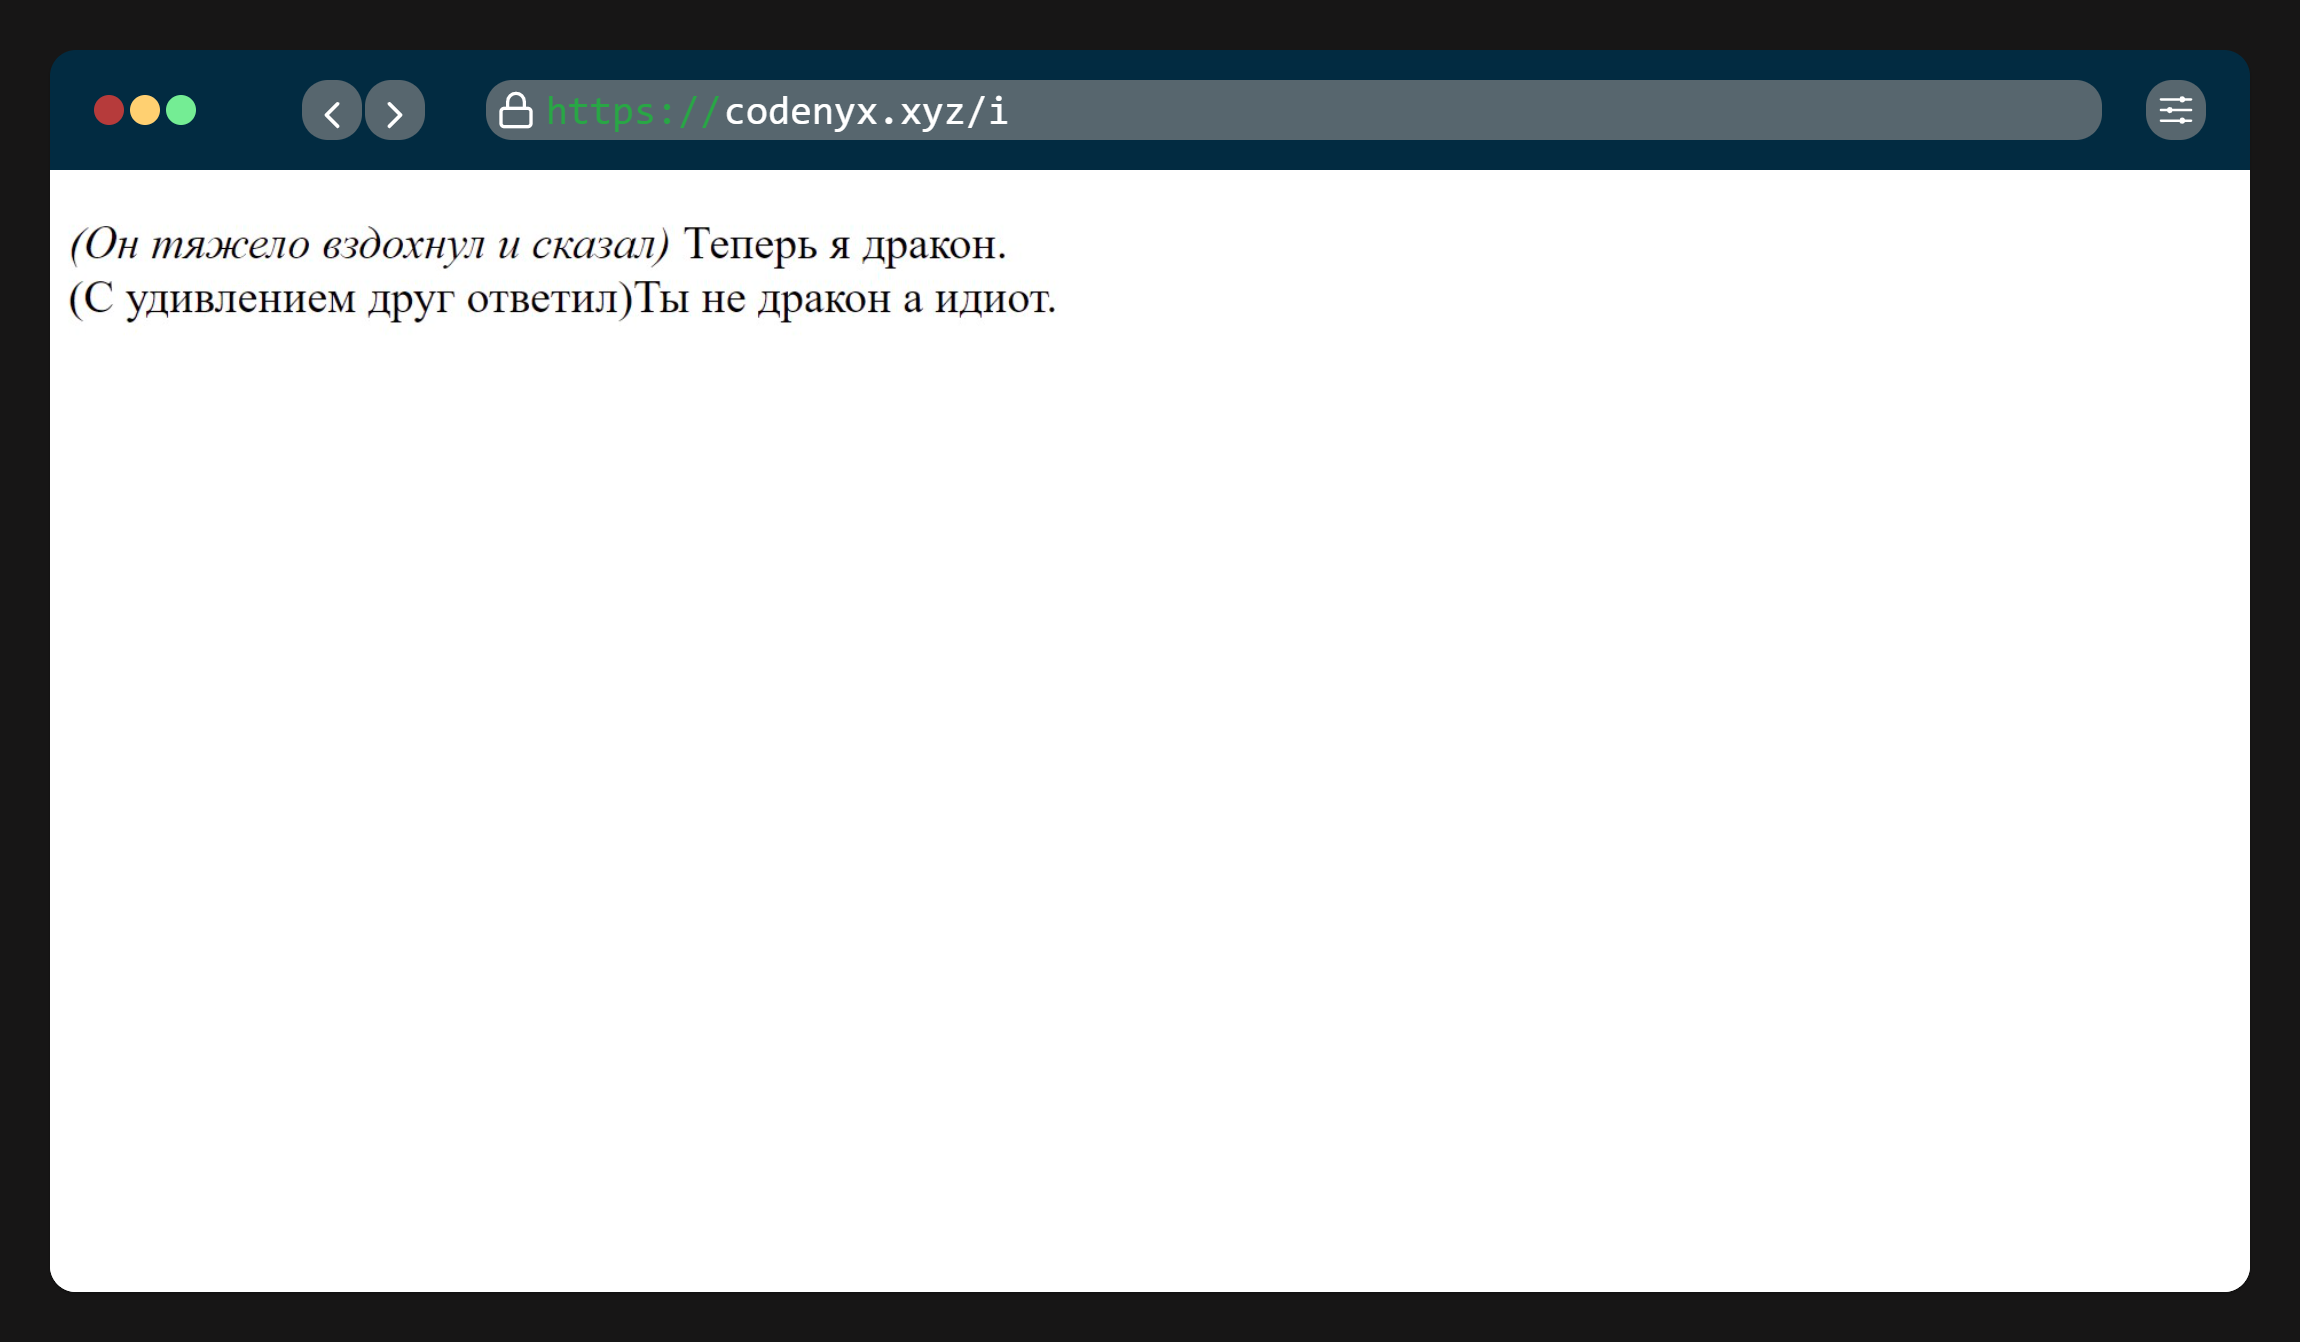 https://codenyx.xyz/i
(Он тяжело вздохнул и сказал) Теперь я дракон.
(С удивлением друг ответил)Ты не дракон а идиот.